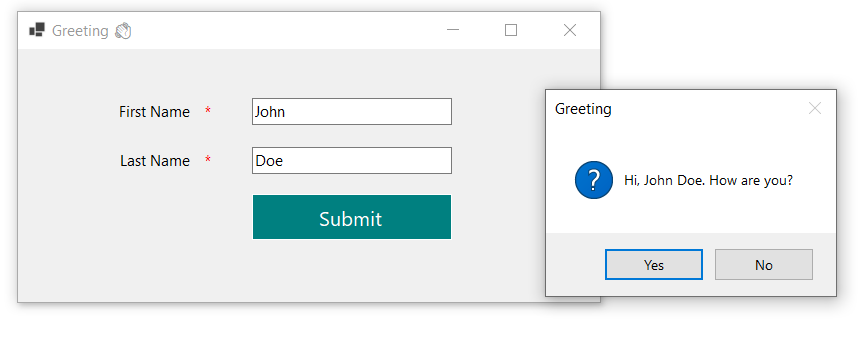 Greeting 👏
First Name *
John
Last Name *
Doe
Submit
Greeting
Hi, John Doe. How are you?
Yes
No